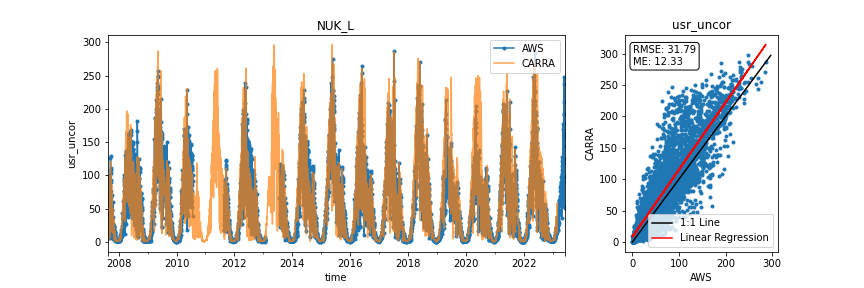 NUK_L
usr_uncor
300
250
200
150
100
50
0
2008 2010 2012 2014 2016 2018 2020 2022
time
AWS
CARRA
usr_uncor
CARRA
300
250
200
150
100
50
0
0 100 200 300
AWS
RMSE: 31.79
ME: 12.33
1:1 Line
Linear Regression